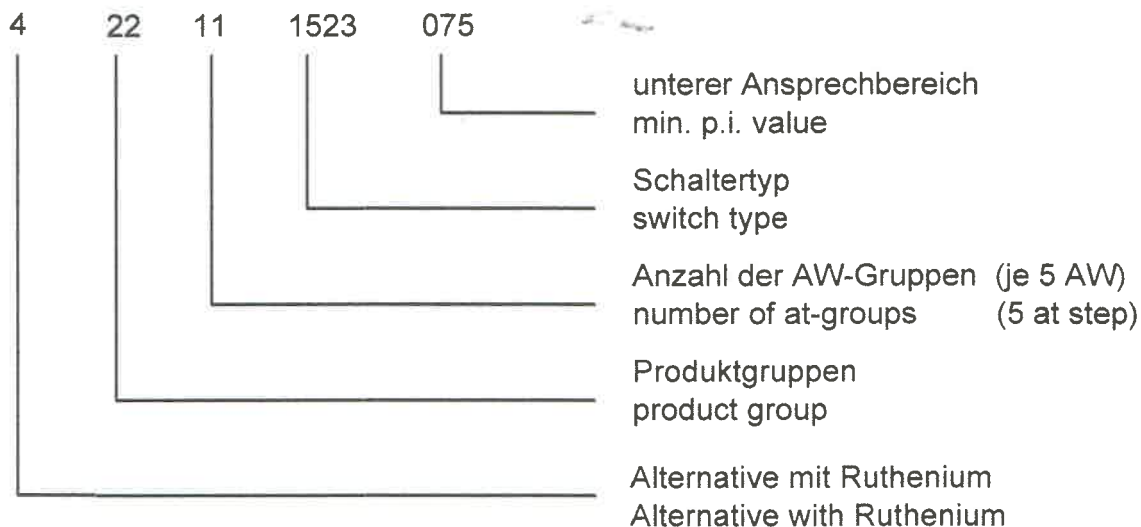 4 22 11 1523 075
unterer Ansprechbereich
min. p.i. value
Schaltertyp
switch type
Anzahl der AW-Gruppen (je 5 AW)
number of at-groups (5 at step)
Produktgruppen
product group
Alternative mit Ruthenium
Alternative with Ruthenium